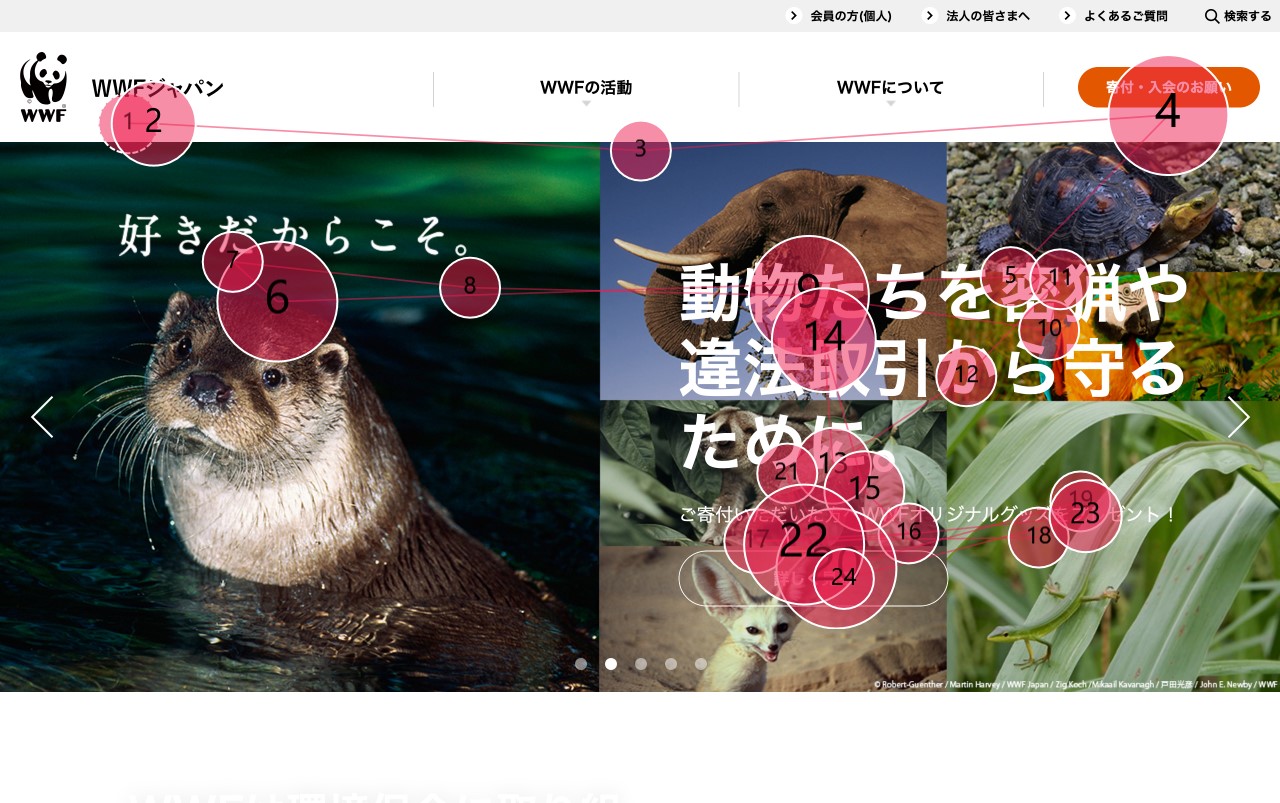 会員の方(個人)
法人の皆さまへ
よくあるご質問
検索する
WWF
WWFジャパン
WWFの活動
WWFについて
寄付・入会のお願い
1
2
3
4
好きだからこそ。
動物たちを密猟や
違法取引から守る
ために。
5
6
7
8
9
10
11
12
13
14
15
16
17
18
19
21
22
23
24
ご寄付いただいた方へWWFオリジナルグッズを ゼント！
詳し
© Robert-Guenther / Martin Harvey / WWF Japan / Zig Koch /Mikaail Kavanagh / 戸田光彦 / John E. Newby / WWF